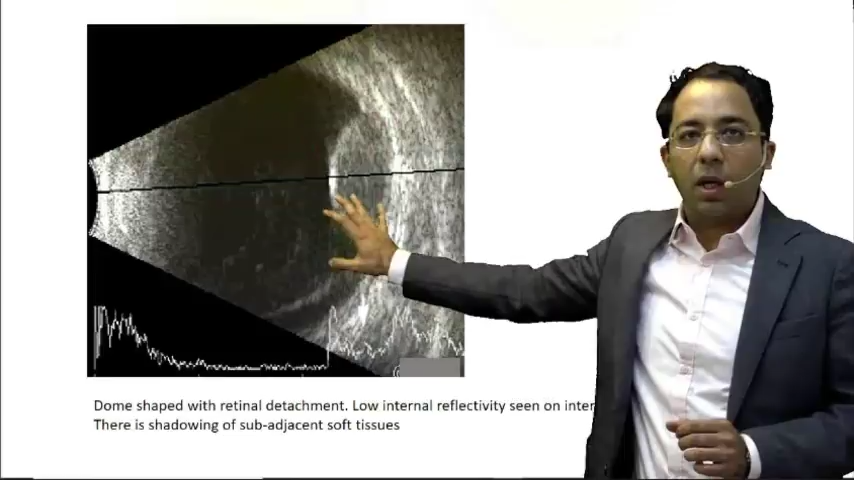 Dome shaped with retinal detachment. Low internal reflectivity seen on inter
There is shadowing of sub-adjacent soft tissues